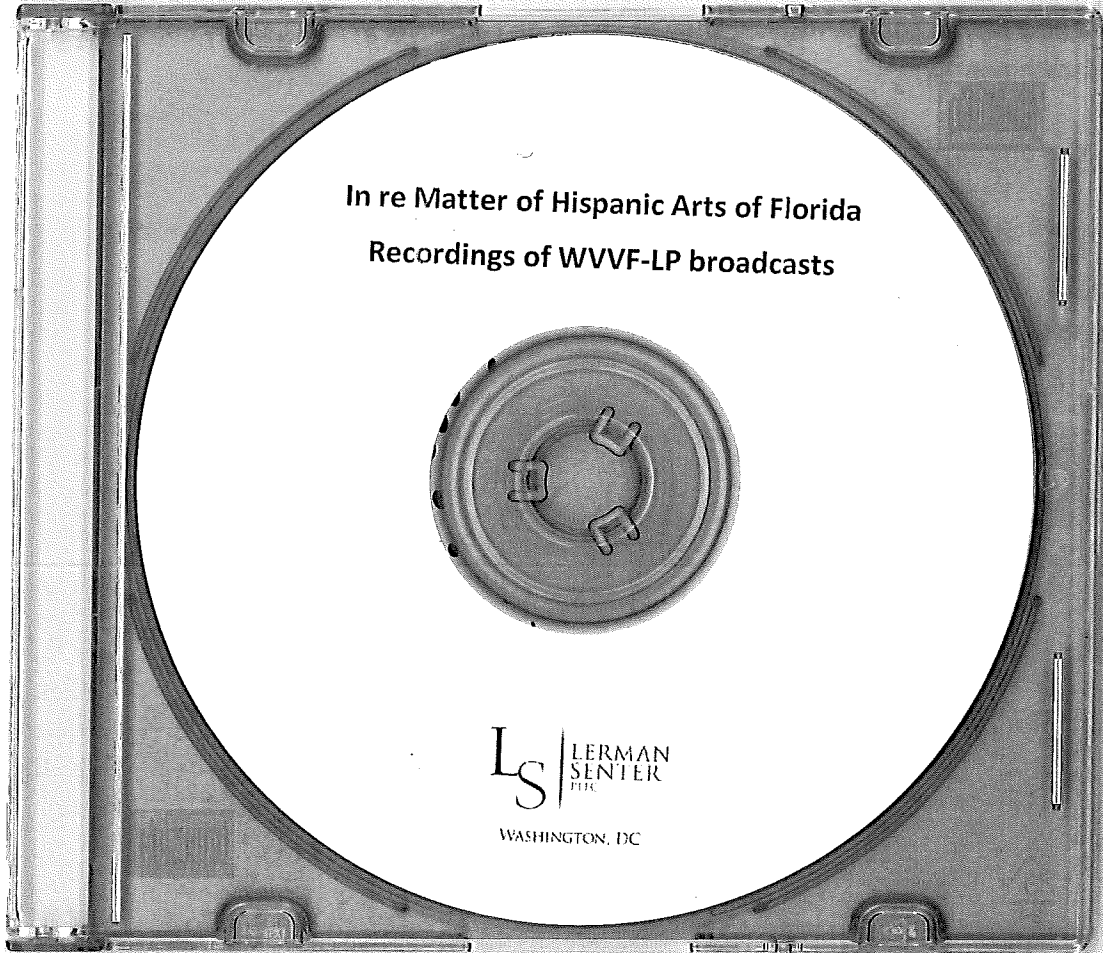 In re Matter of Hispanic Arts of Florida
Recordings of WVVF-LP broadcasts
LS
LERMAN
SENTER
PLLC
WASHINGTON, DC